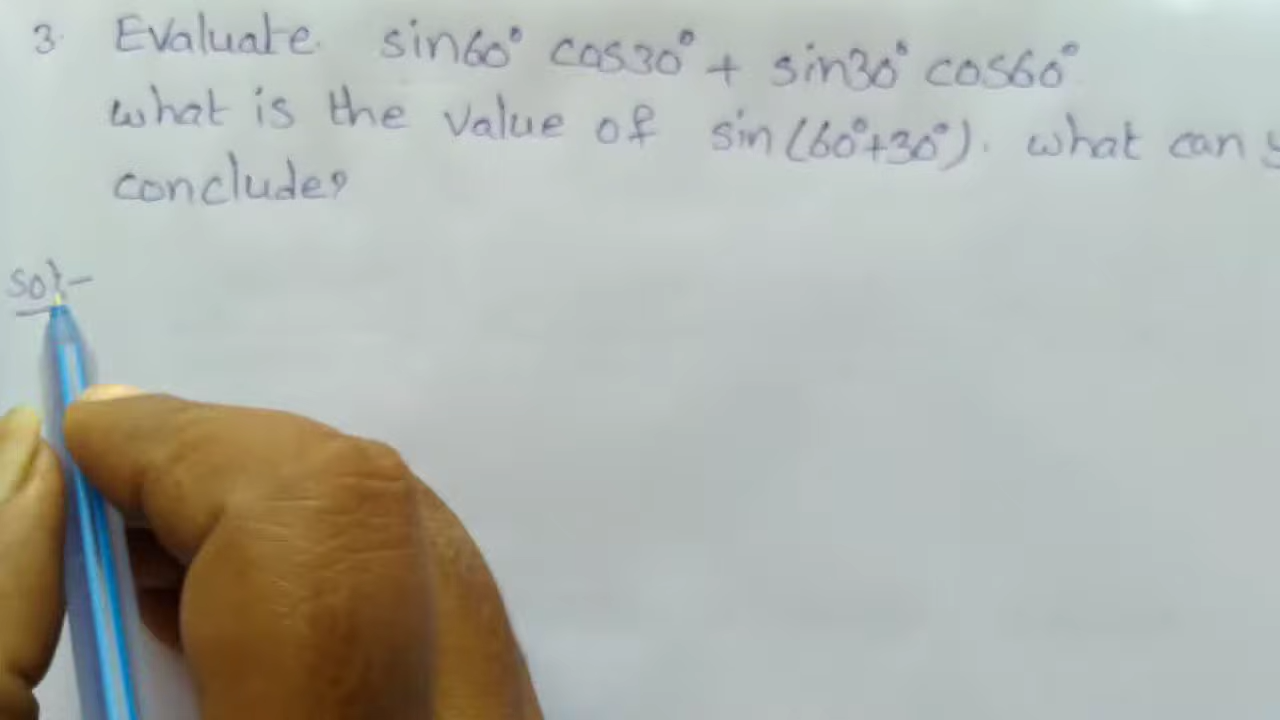 3. Evaluate sin60° cos30° + sin30° cos60°
what is the value of sin(60°+30°). what can
conclude?
sol-